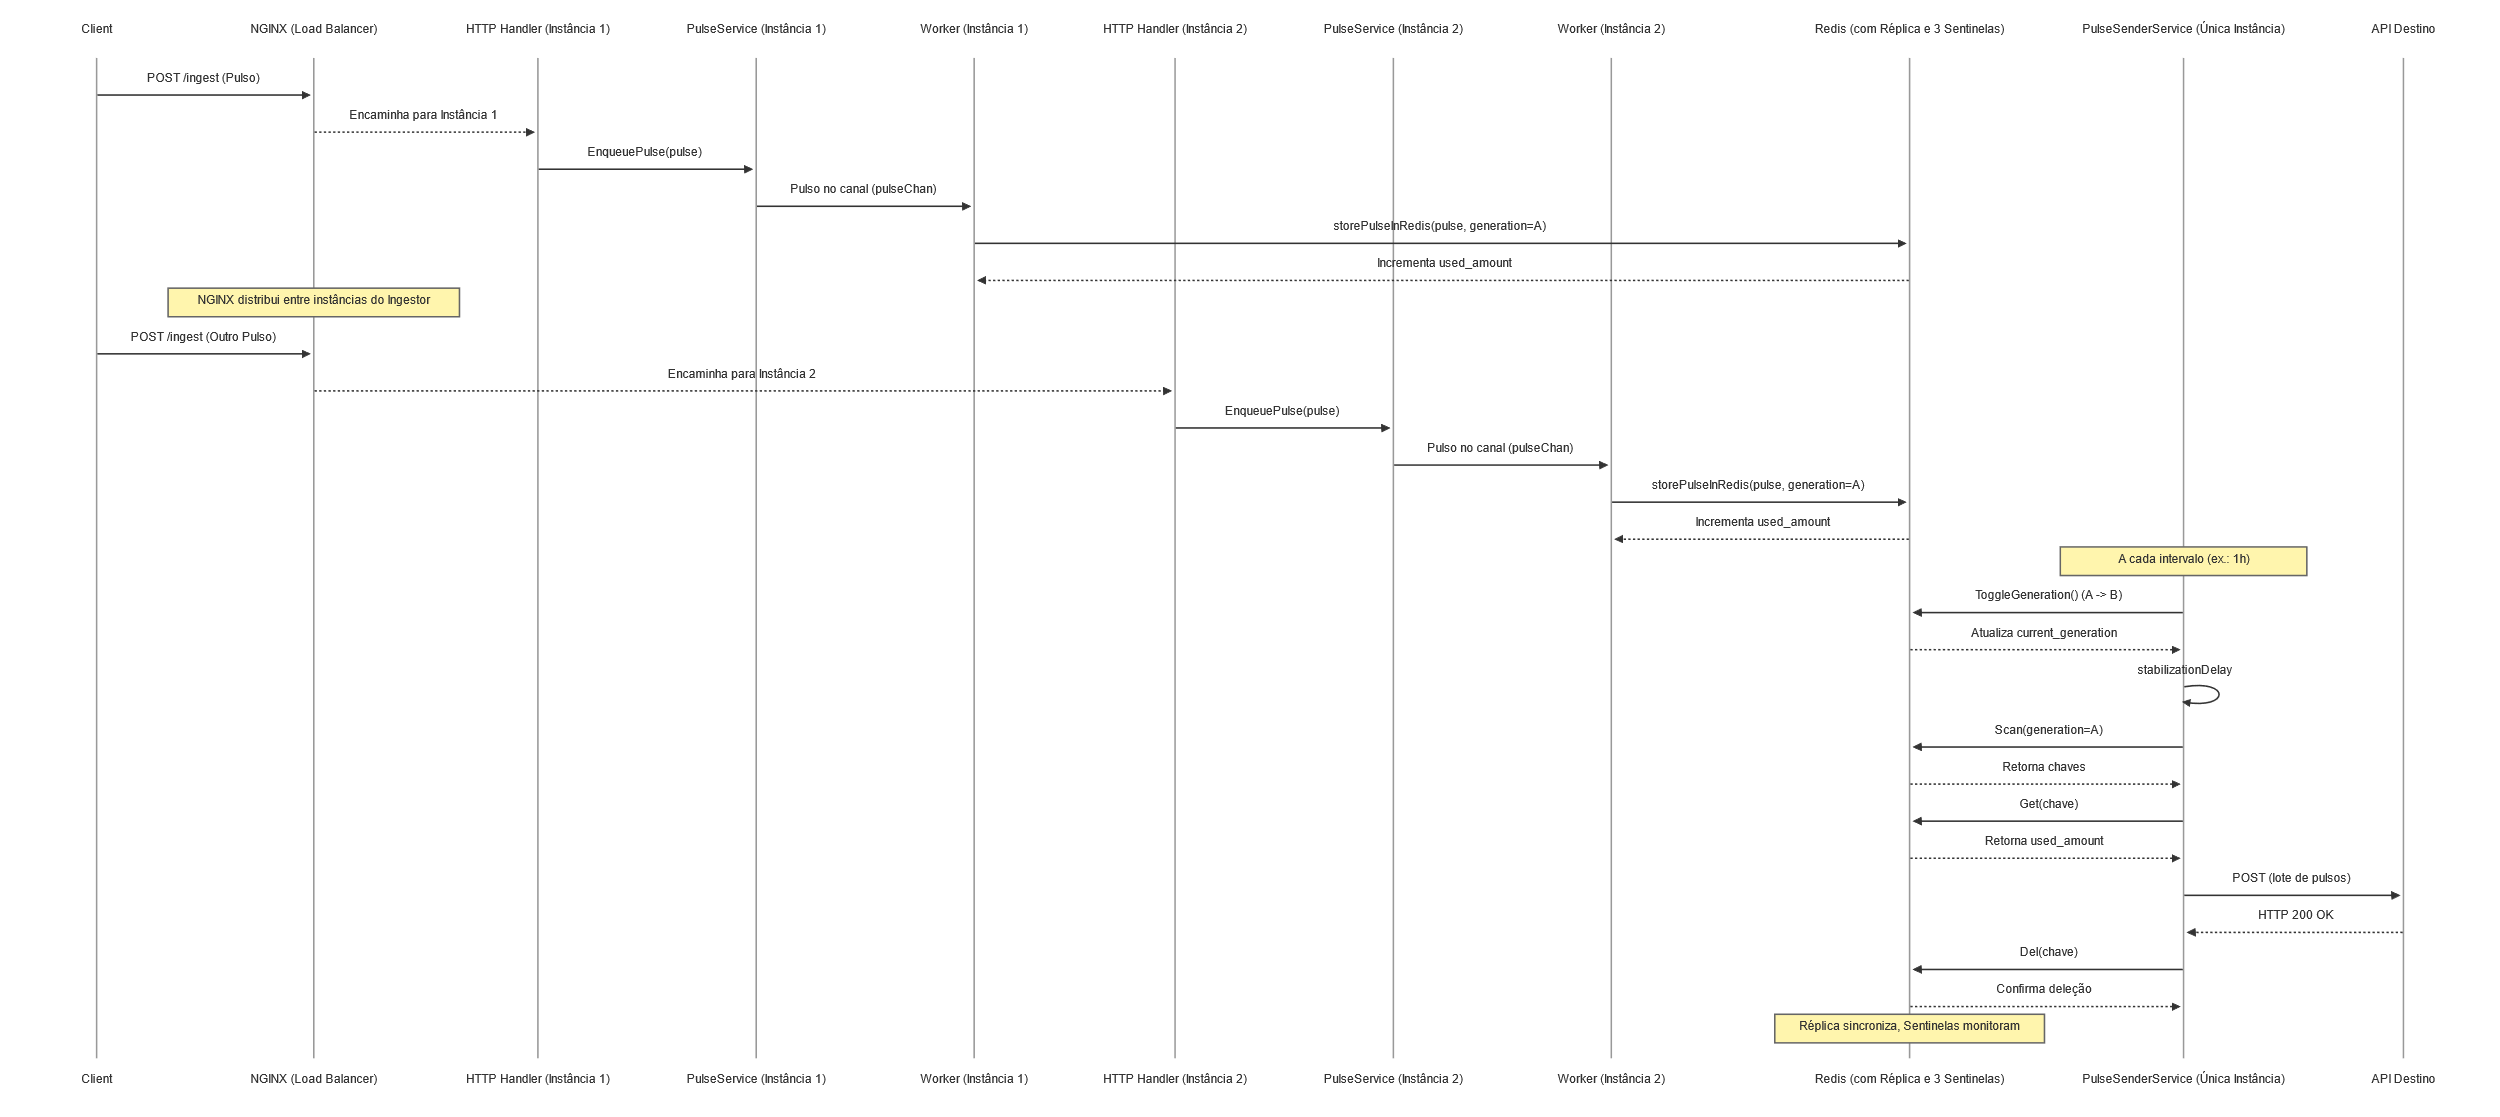 Client
NGINX (Load Balancer)
HTTP Handler (Instância 1)
PulseService (Instância 1)
Worker (Instância 1)
HTTP Handler (Instância 2)
PulseService (Instância 2)
Worker (Instância 2)
Redis (com Réplica e 3 Sentinelas)
PulseSenderService (Única Instância)
API Destino
POST /ingest (Pulso)
Encaminha para Instância 1
EnqueuePulse(pulse)
Pulso no canal (pulseChan)
storePulseInRedis(pulse, generation=A)
Incrementa used_amount
NGINX distribui entre instâncias do Ingestor
POST /ingest (Outro Pulso)
Encaminha para Instância 2
EnqueuePulse(pulse)
Pulso no canal (pulseChan)
storePulseInRedis(pulse, generation=A)
Incrementa used_amount
A cada intervalo (ex.: 1h)
ToggleGeneration() (A -> B)
Atualiza current_generation
stabilizationDelay
Scan(generation=A)
Retorna chaves
Get(chave)
Retorna used_amount
POST (lote de pulsos)
HTTP 200 OK
Del(chave)
Confirma deleção
Réplica sincroniza, Sentinelas monitoram
Client
NGINX (Load Balancer)
HTTP Handler (Instância 1)
PulseService (Instância 1)
Worker (Instância 1)
HTTP Handler (Instância 2)
PulseService (Instância 2)
Worker (Instância 2)
Redis (com Réplica e 3 Sentinelas)
PulseSenderService (Única Instância)
API Destino